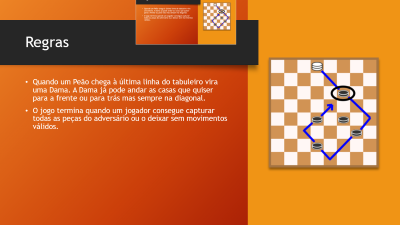 Regras
• Quando um Peão chega à última linha do tabuleiro vira
uma Dama. A Dama já pode andar as casas que quiser
para a frente ou para trás mas sempre na diagonal.
• O jogo termina quando um jogador consegue capturar
todas as peças do adversário ou o deixar sem movimentos
válidos.